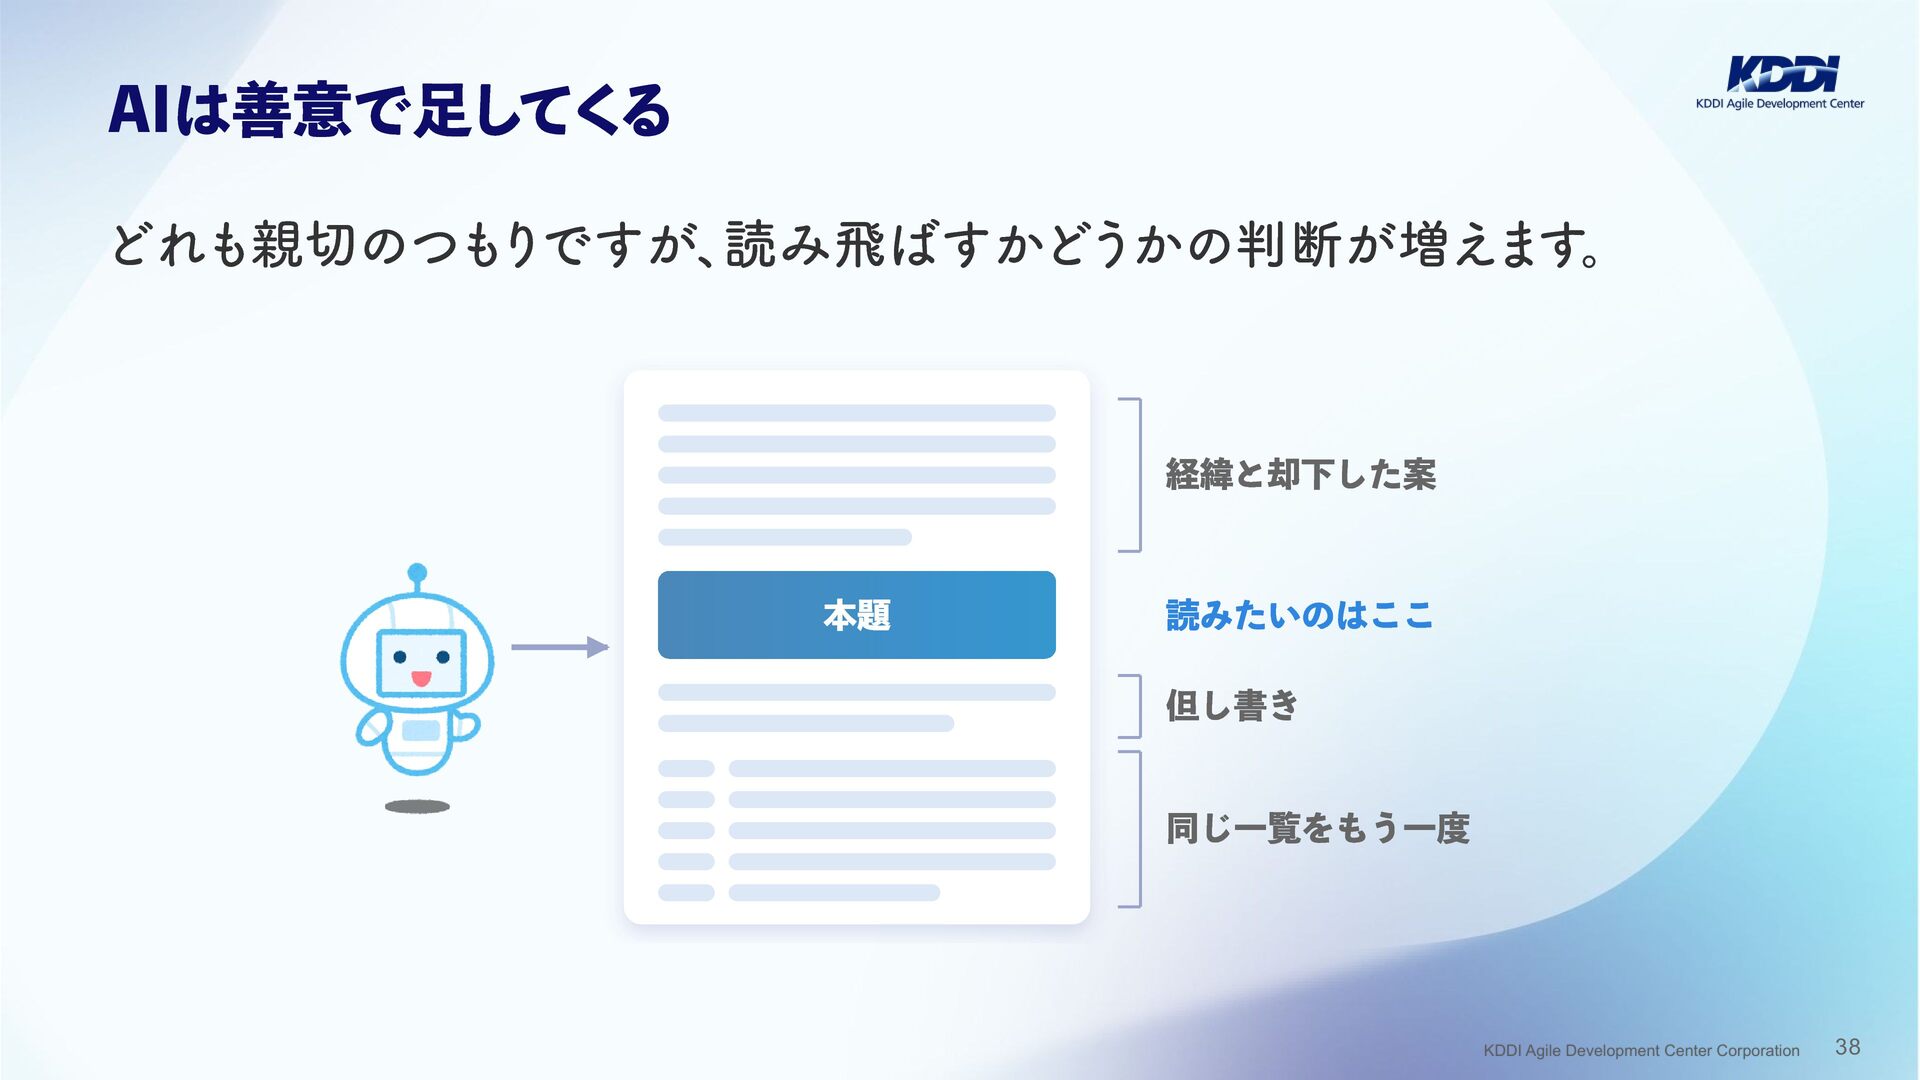 AIは善意で足してくる
KDDI
KDDI Agile Development Center
どれも親切のつもりですが、読み飛ばすかどうかの判断が増えます。
経緯と却下した案
本題
読みたいのはここ
但し書き
同じ一覧をもう一度
KDDI Agile Development Center Corporation
38